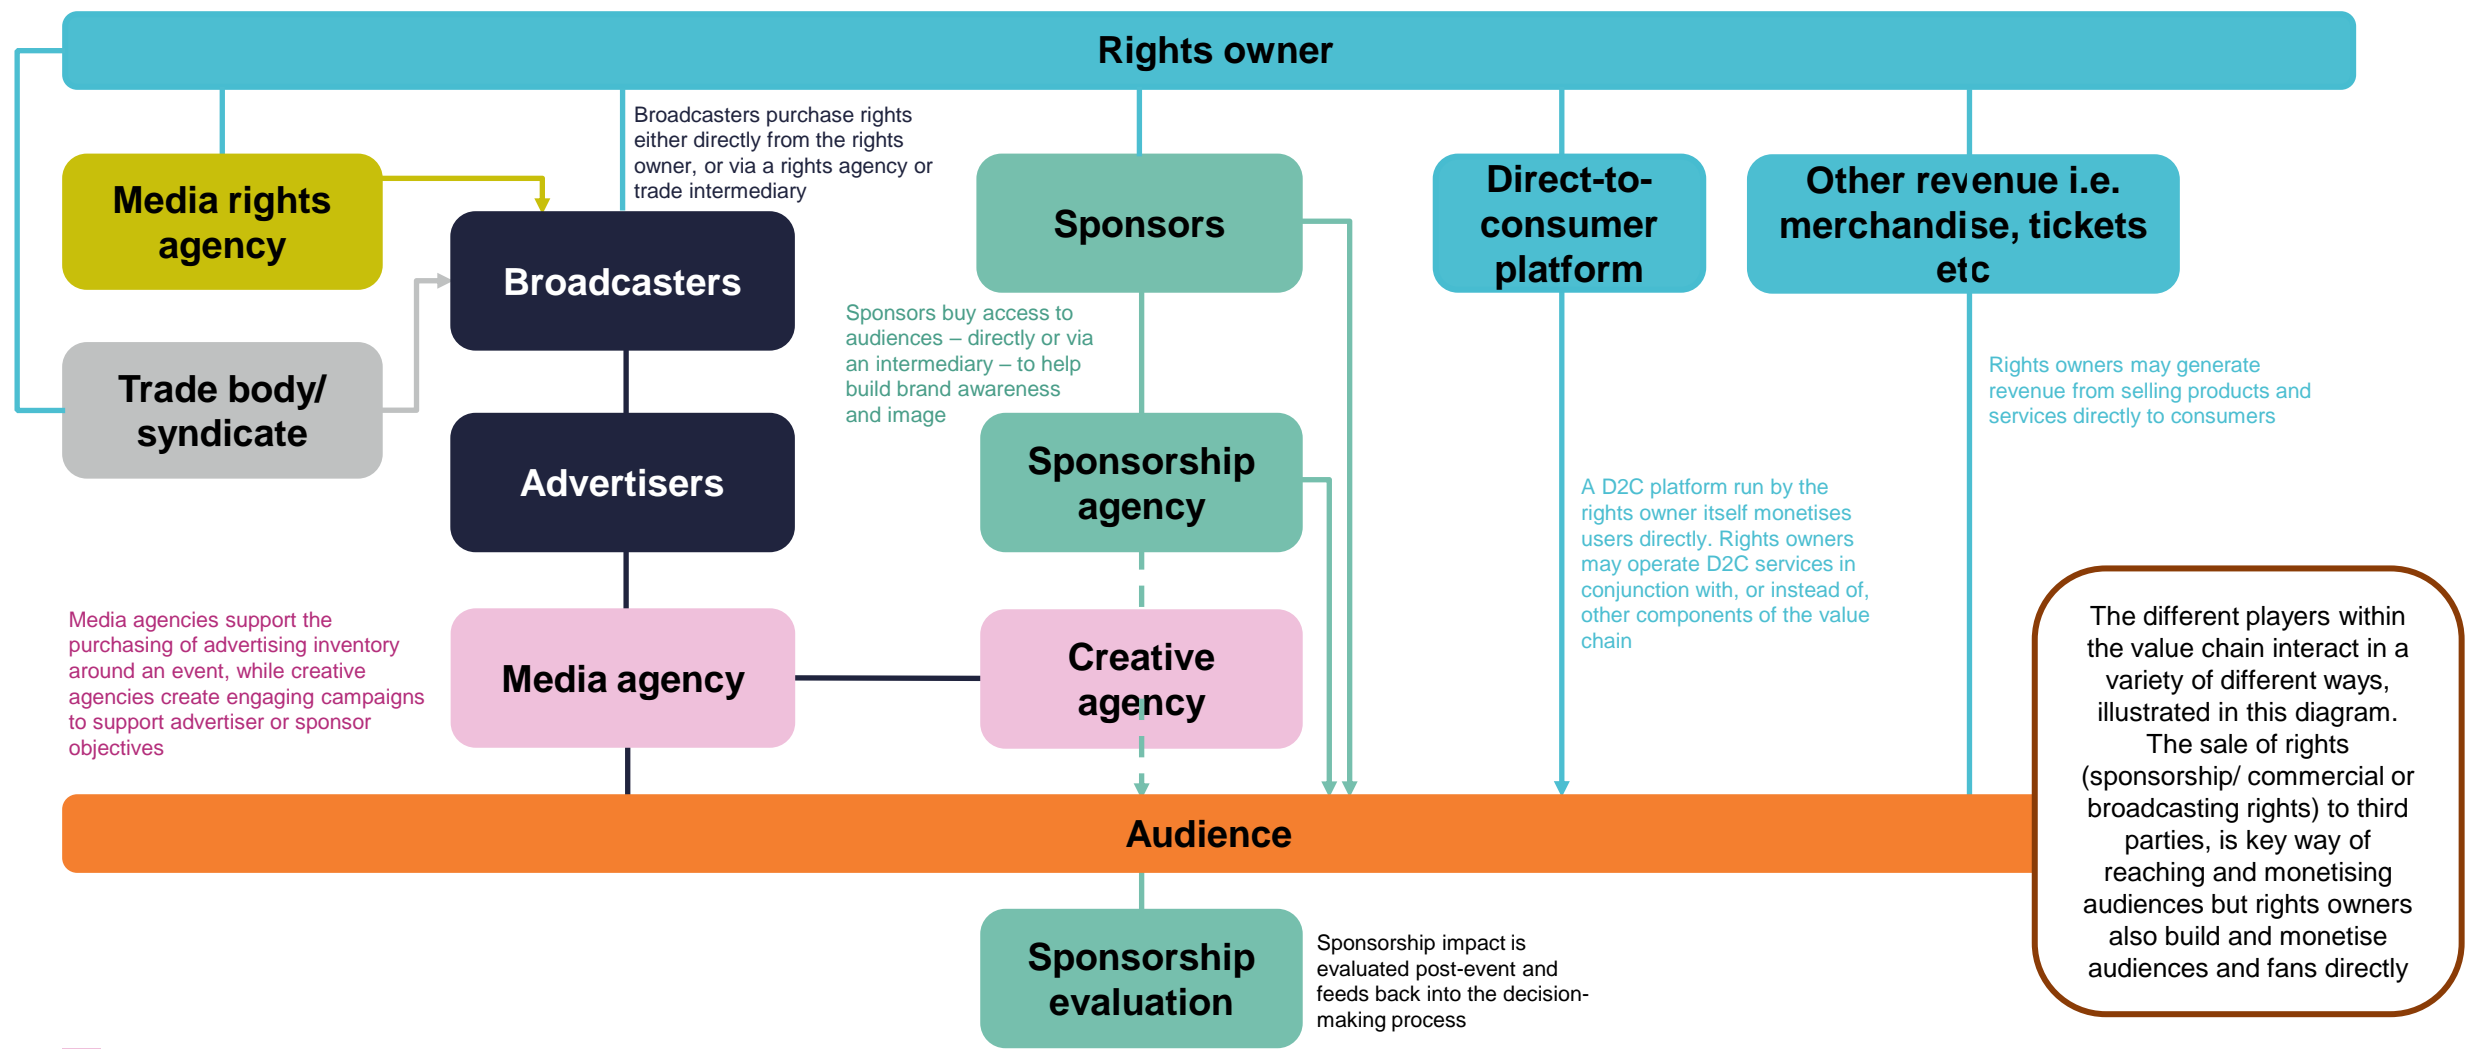 Rights owner
Broadcasters purchase rights
either directly from the rights
owner, or via a rights agency or
trade intermediary
Media rights
agency
Broadcasters
Sponsors
Direct-to-
consumer
platform
Other revenue i.e.
merchandise, tickets
etc
Trade body/
syndicate
Sponsors buy access to
audiences – directly or via
an intermediary – to help
build brand awareness
and image
Rights owners may generate
revenue from selling products and
services directly to consumers
Advertisers
Sponsorship
agency
A D2C platform run by the
rights owner itself monetises
users directly. Rights owners
may operate D2C services in
conjunction with, or instead of,
other components of the value
chain
Media agencies support the
purchasing of advertising inventory
around an event, while creative
agencies create engaging campaigns
to support advertiser or sponsor
objectives
Media agency
Creative
agency
The different players within
the value chain interact in a
variety of different ways,
illustrated in this diagram.
The sale of rights
(sponsorship/ commercial or
broadcasting rights) to third
parties, is key way of
reaching and monetising
audiences but rights owners
also build and monetise
audiences and fans directly
Audience
Sponsorship
evaluation
Sponsorship impact is
evaluated post-event and
feeds back into the decision-
making process